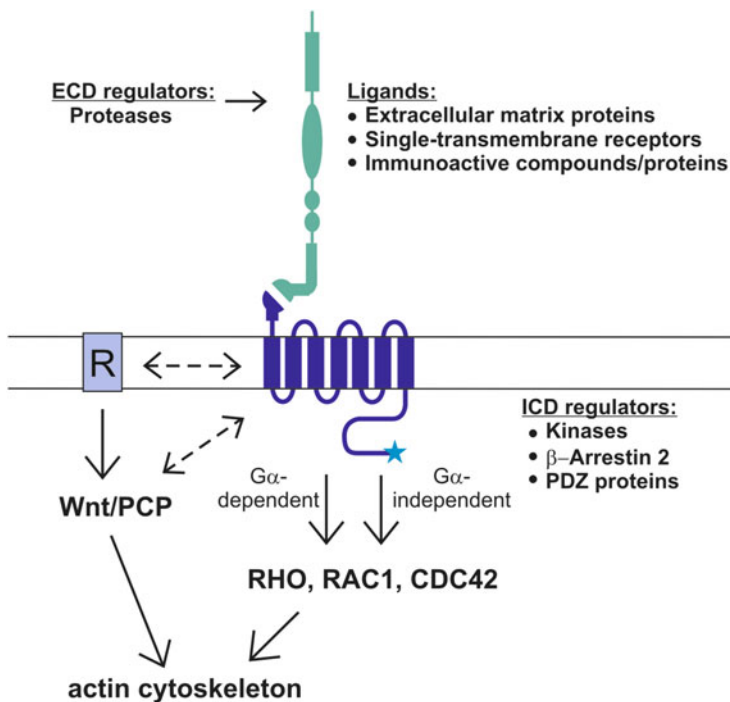 ECD regulators:
Proteases
Ligands:
• Extracellular matrix proteins
• Single-transmembrane receptors
• Immunoactive compounds/proteins
R
ICD regulators:
• Kinases
• β–Arrestin 2
• PDZ proteins
Gα-
dependent
Gα-
independent
Wnt/PCP
RHO, RAC1, CDC42
actin cytoskeleton